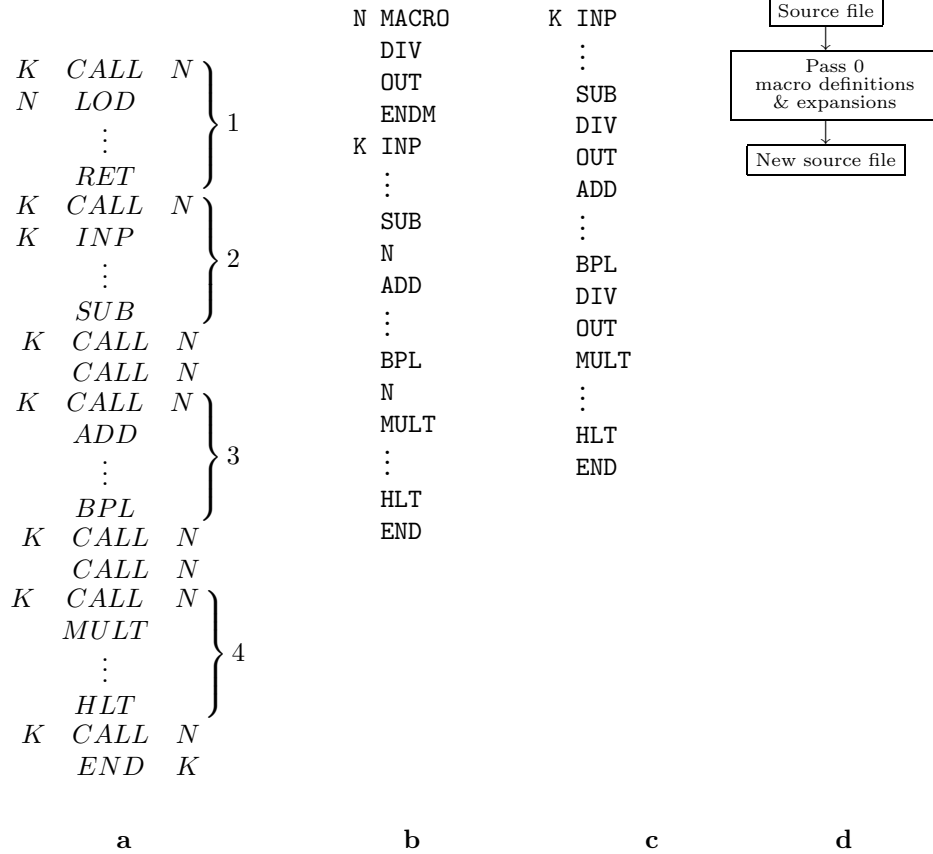 K CALL N
N LOD
⋮
RET
1
K CALL N
K INP
⋮
SUB
2
K CALL N
CALL N
K CALL N
ADD
⋮
BPL
3
K CALL N
CALL N
K CALL N
MULT
⋮
HLT
4
K CALL N
END K
a
N MACRO
DIV
OUT
ENDM
K INP
⋮
SUB
N
ADD
⋮
BPL
N
MULT
⋮
HLT
END
b
K INP
⋮
SUB
DIV
OUT
ADD
⋮
BPL
DIV
OUT
MULT
⋮
HLT
END
c
Source file
Pass 0
macro definitions
& expansions
New source file
d